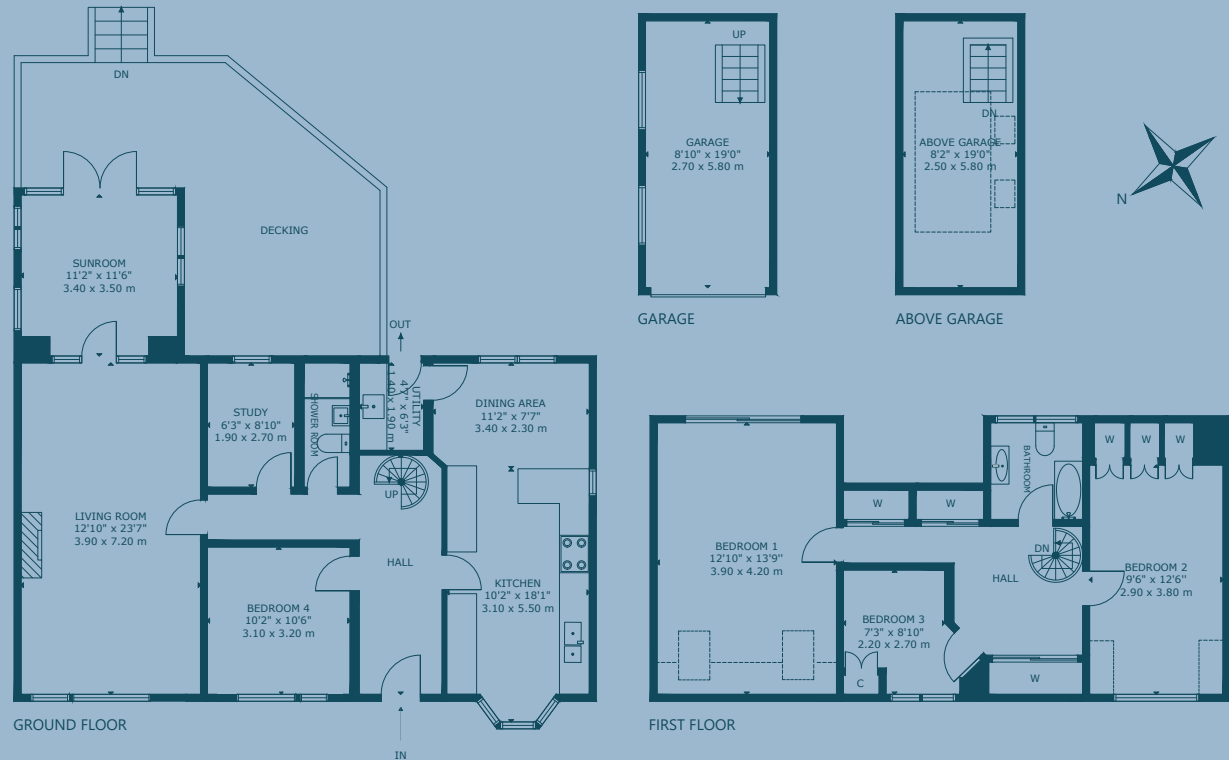 DN
SUNROOM
11'2" x 11'6"
3.40 x 3.50 m
DECKING
OUT
LIVING ROOM
12'10" x 23'7"
3.90 x 7.20 m
STUDY
6'3" x 8'10"
1.90 x 2.70 m
SHOWER ROOM
UTILITY
4'7" x 6'3"
1.40 x 1.90 m
DINING AREA
11'2" x 7'7"
3.40 x 2.30 m
UP
HALL
BEDROOM 4
10'2" x 10'6"
3.10 x 3.20 m
KITCHEN
10'2" x 18'1"
3.10 x 5.50 m
GROUND FLOOR
IN
UP
GARAGE
8'10" x 19'0"
2.70 x 5.80 m
GARAGE
DN
ABOVE GARAGE
8'2" x 19'0"
2.50 x 5.80 m
ABOVE GARAGE
N
BEDROOM 1
12'10" x 13'9"
3.90 x 4.20 m
W
W
BATHROOM
W
W
W
DN
HALL
BEDROOM 2
9'6" x 12'6"
2.90 x 3.80 m
BEDROOM 3
7'3" x 8'10"
2.20 x 2.70 m
C
W
FIRST FLOOR